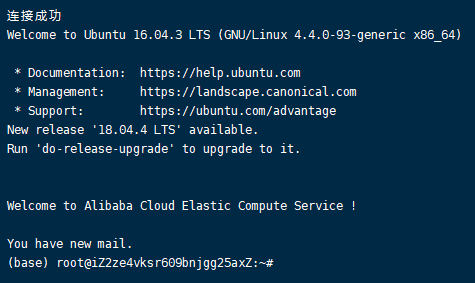 连接成功
Welcome to Ubuntu 16.04.3 LTS (GNU/Linux 4.4.0-93-generic x86_64)
* Documentation:  https://help.ubuntu.com
* Management:     https://landscape.canonical.com
* Support:        https://ubuntu.com/advantage
New release '18.04.4 LTS' available.
Run 'do-release-upgrade' to upgrade to it.
Welcome to Alibaba Cloud Elastic Compute Service !
You have new mail.
(base) root@iZ2ze4vksr609bnjgg25axZ:~#